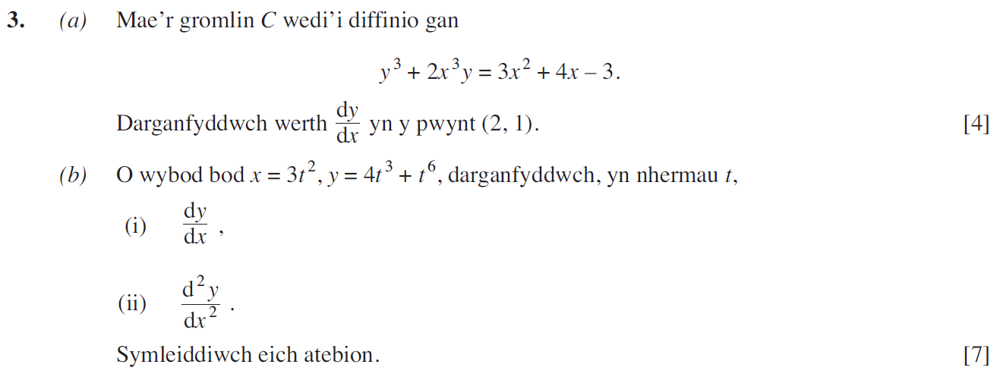 3. (a) Mae’r gromlin C wedi’i diffinio gan
y³ + 2x³y = 3x² + 4x – 3.
Darganfyddwch werth dy/dx yn y pwynt (2, 1). [4]
(b) O wybod bod x = 3t², y = 4t³ + t⁶, darganfyddwch, yn nhermau t,
(i) dy/dx ,
(ii) d²y/dx² .
Symleiddiwch eich atebion. [7]